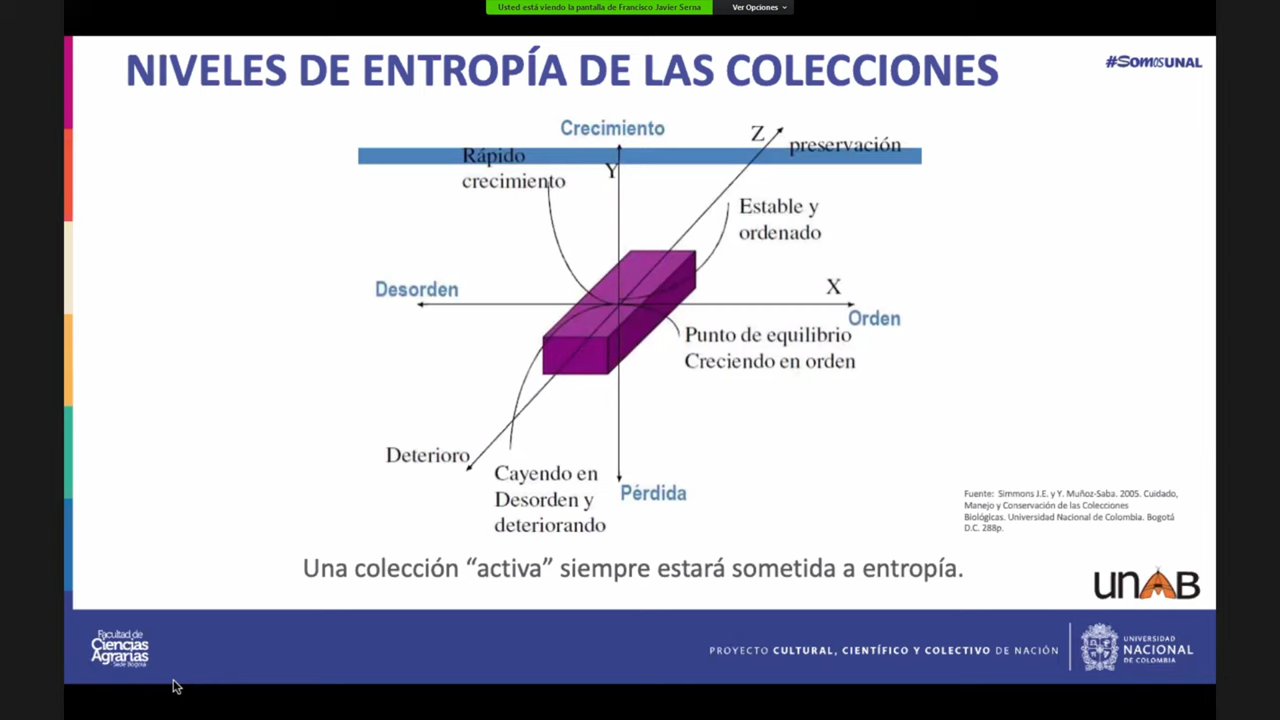 Usted está viendo la pantalla de Francisco Javier Serna
Ver Opciones
NIVELES DE ENTROPÍA DE LAS COLECCIONES
#SomosUNAL
Crecimiento
Z
preservación
Rápido
crecimiento
Y
Estable y
ordenado
Desorden
X
Orden
Punto de equilibrio
Creciendo en orden
Deterioro
Cayendo en
Desorden y
deteriorando
Pérdida
Fuente: Simmons J.E. y Y. Muñoz-Saba. 2005. Cuidado,
Manejo y Conservación de las Colecciones
Biológicas. Universidad Nacional de Colombia. Bogotá
D.C. 288p.
Una colección “activa” siempre estará sometida a entropía.
UNAB
Facultad de
Ciencias
Agrarias
Sede Bogotá
PROYECTO CULTURAL, CIENTÍFICO Y COLECTIVO DE NACIÓN
UNIVERSIDAD
NACIONAL
DE COLOMBIA